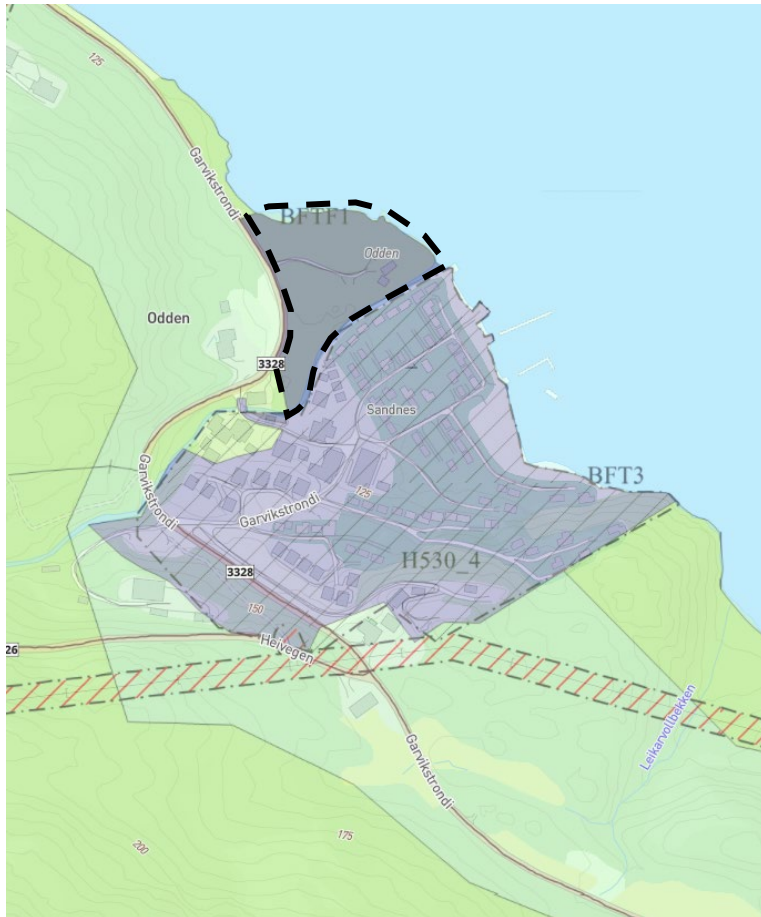 125
Garvikstrondi
BFTF1
Odden
Odden
3328
Sandnes
BFT3
Garvikstrondi
125
Garvikstrondi
H530_4
3328
150
Heivegen
26
Garvikstrondi
Leikarvollbekken
175
200